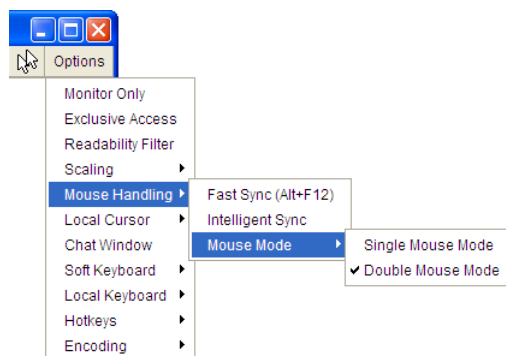 Options
Monitor Only
Exclusive Access
Readability Filter
Scaling
Mouse Handling
Fast Sync (Alt+F12)
Local Cursor
Intelligent Sync
Chat Window
Mouse Mode
Single Mouse Mode
Soft Keyboard
Double Mouse Mode
Local Keyboard
Hotkeys
Encoding